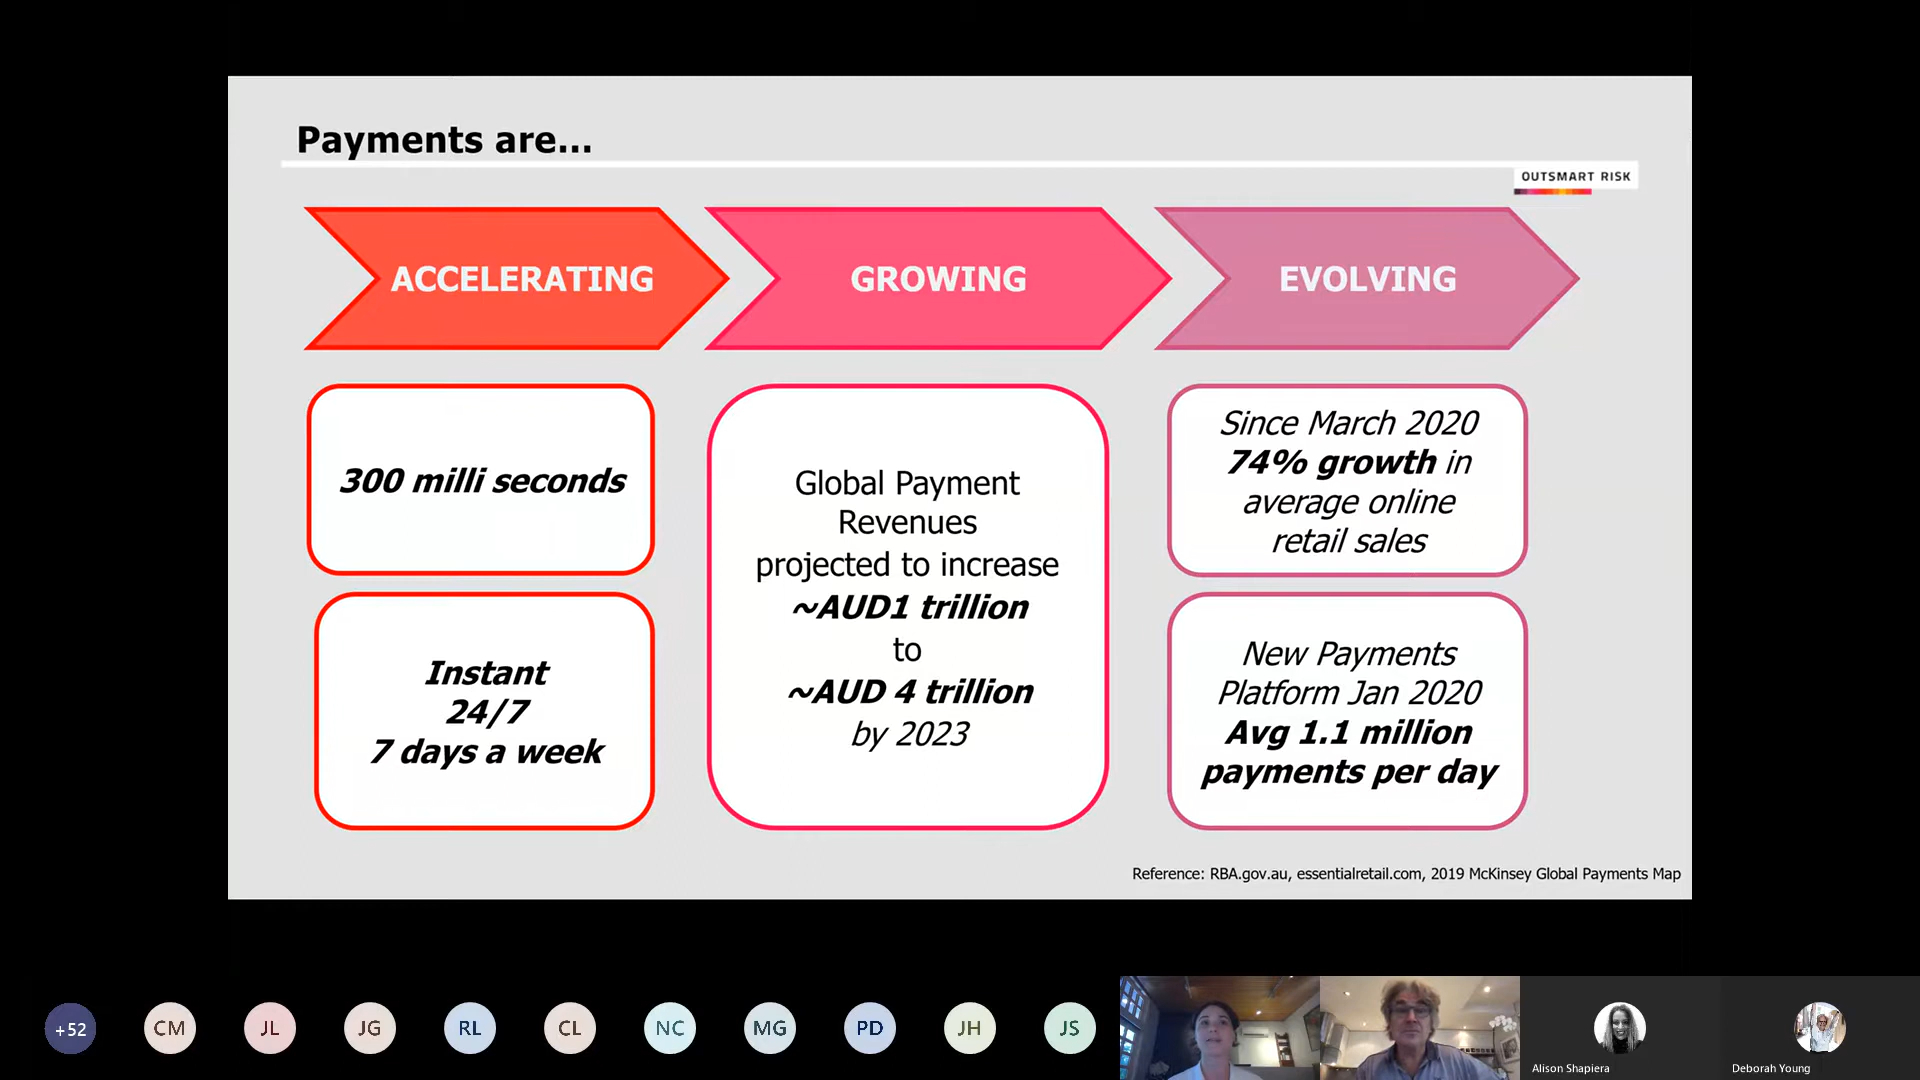 Payments are...
OUTSMART RISK
ACCELERATING
GROWING
EVOLVING
300 milli seconds
Instant
24/7
7 days a week
Global Payment
Revenues
projected to increase
~AUD1 trillion
to
~AUD 4 trillion
by 2023
Since March 2020
74% growth in
average online
retail sales
New Payments
Platform Jan 2020
Avg 1.1 million
payments per day
Reference: RBA.gov.au, essentialretail.com, 2019 McKinsey Global Payments Map
+52
CM
JL
JG
RL
CL
NC
MG
PD
JH
JS
Alison Shapiera
Deborah Young